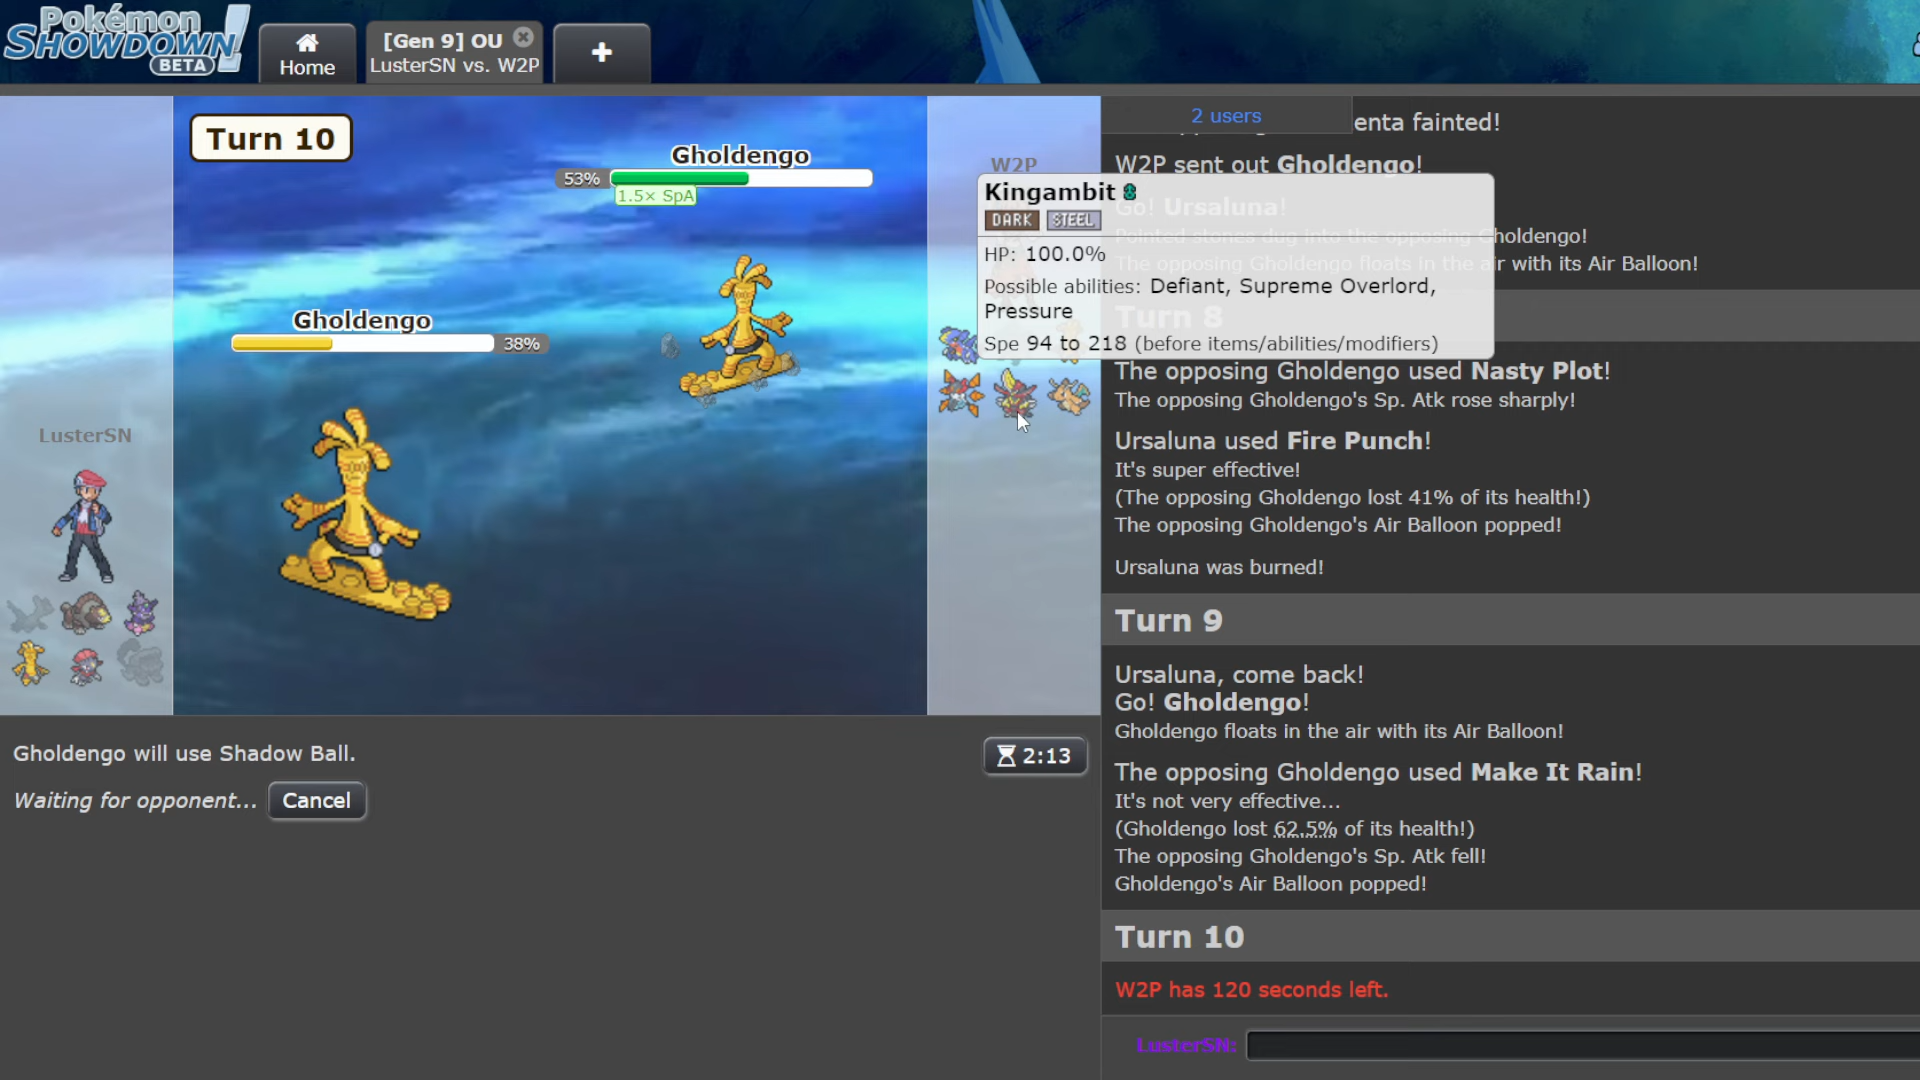 Pokémon
SHOWDOWN!
BETA
Home
[Gen 9] OU
LusterSN vs. W2P
+
Turn 10
Gholdengo
53%
1.5× SpA
Gholdengo
38%
LusterSN
W2P
Kingambit
DARK STEEL
HP: 100.0%
Possible abilities: Defiant, Supreme Overlord,
Pressure
Spe 94 to 218 (before items/abilities/modifiers)
Gholdengo will use Shadow Ball.
2:13
Waiting for opponent... Cancel
2 users
enta fainted!
W2P sent out Gholdengo!
Go! Ursaluna!
Pointed stones dug into the opposing Gholdengo!
The opposing Gholdengo floats in the air with its Air Balloon!
Turn 8
The opposing Gholdengo used Nasty Plot!
The opposing Gholdengo's Sp. Atk rose sharply!
Ursaluna used Fire Punch!
It's super effective!
(The opposing Gholdengo lost 41% of its health!)
The opposing Gholdengo's Air Balloon popped!
Ursaluna was burned!
Turn 9
Ursaluna, come back!
Go! Gholdengo!
Gholdengo floats in the air with its Air Balloon!
The opposing Gholdengo used Make It Rain!
It's not very effective...
(Gholdengo lost 62.5% of its health!)
The opposing Gholdengo's Sp. Atk fell!
Gholdengo's Air Balloon popped!
Turn 10
W2P has 120 seconds left.
LusterSN: